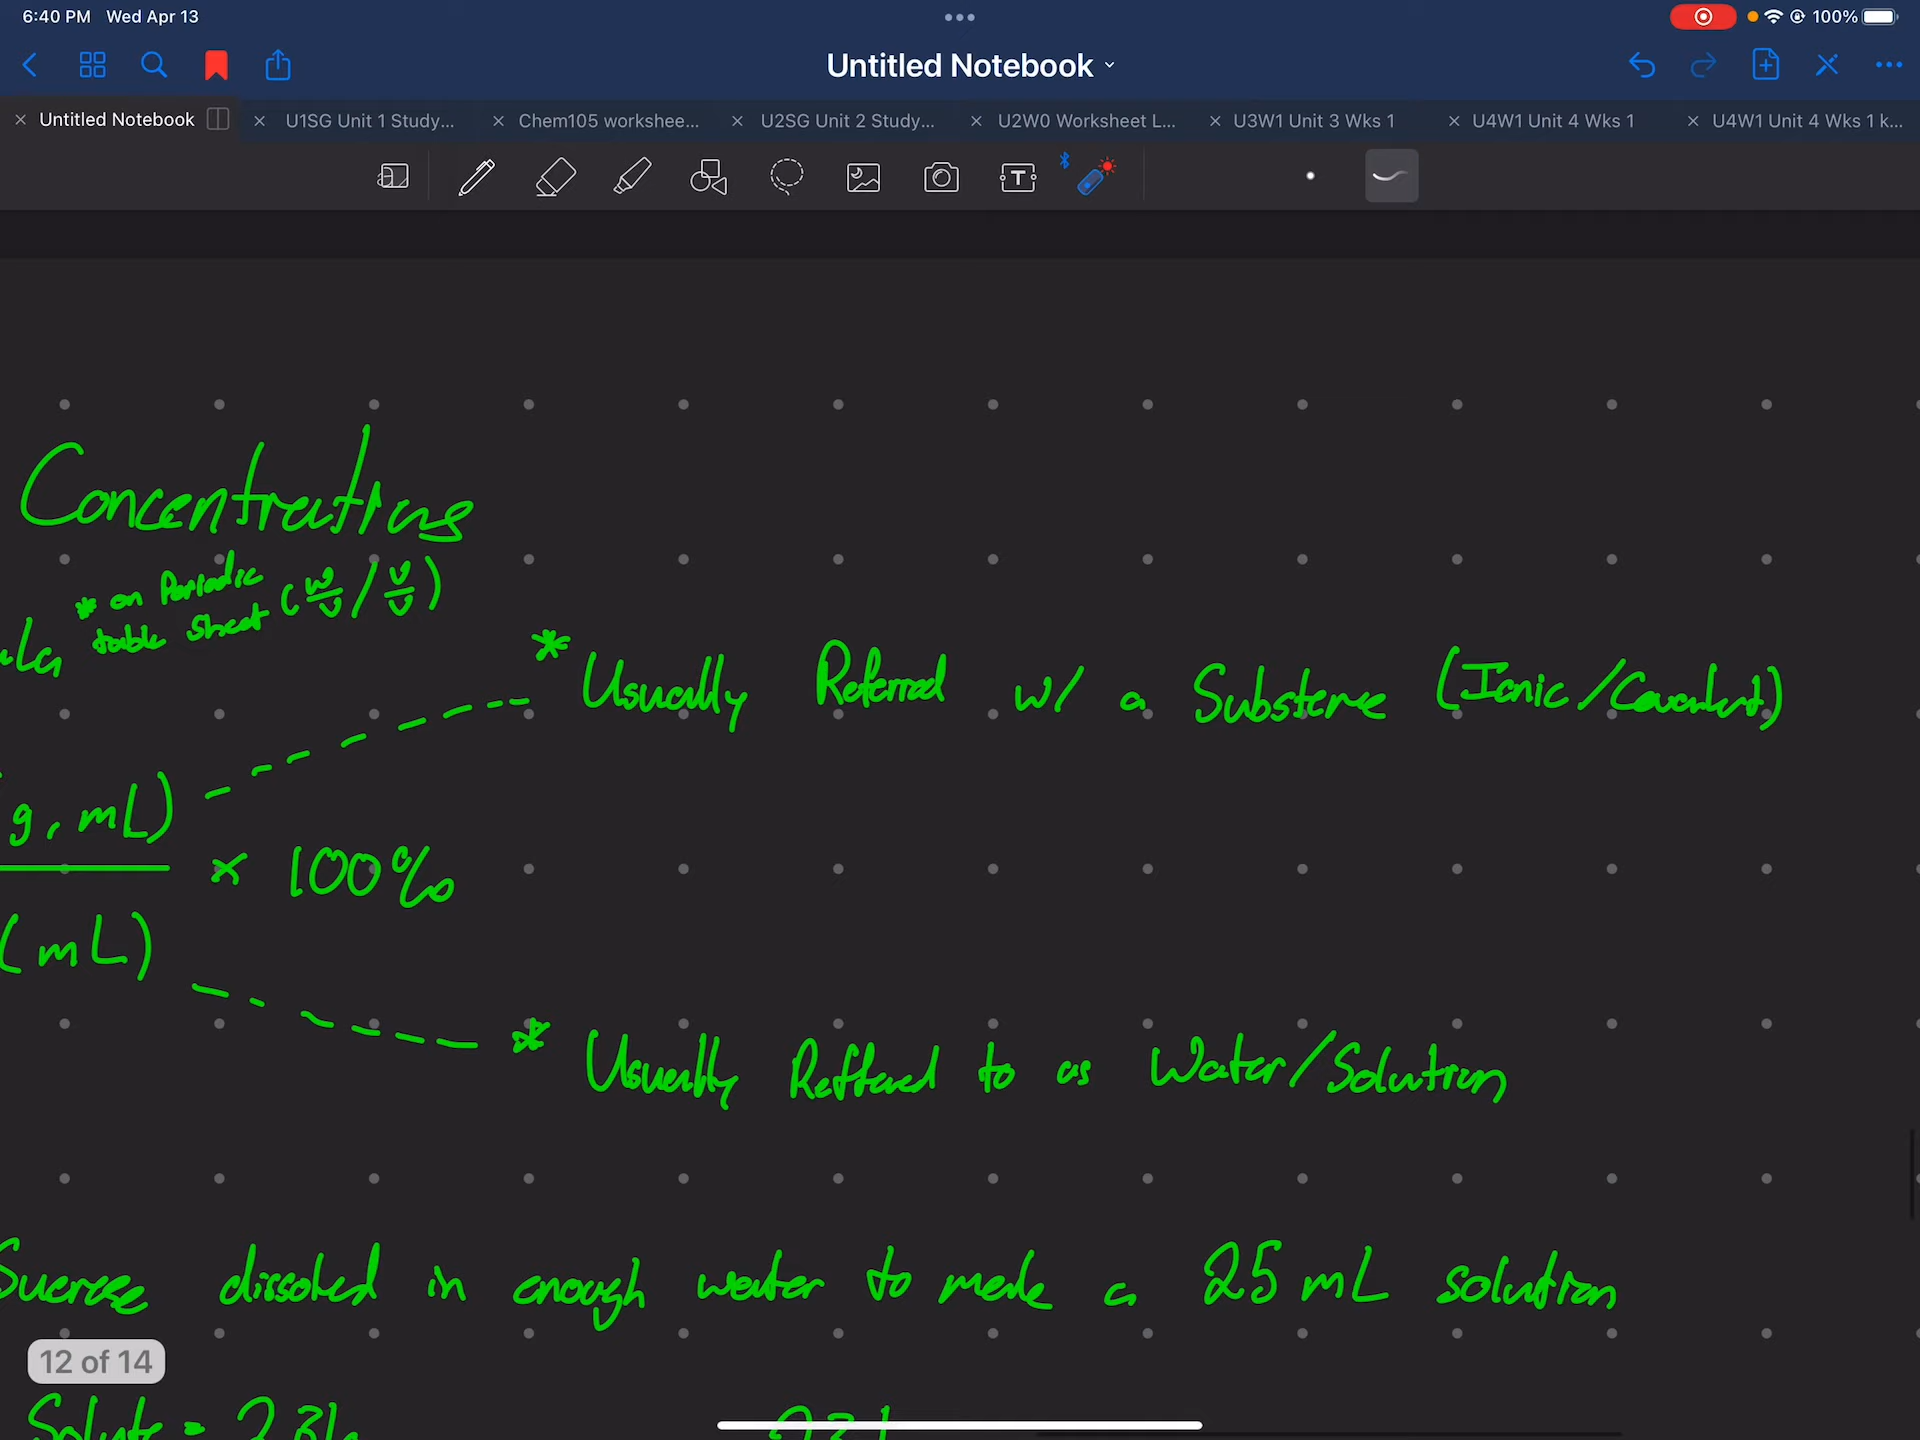 6:40 PM Wed Apr 13
100%
Untitled Notebook
Untitled Notebook
U1SG Unit 1 Study...
Chem105 workshee...
U2SG Unit 2 Study...
U2W0 Worksheet L...
U3W1 Unit 3 Wks 1
U4W1 Unit 4 Wks 1
U4W1 Unit 4 Wks 1 k...
Concentrations
* on Periodic
table sheet (w/v / v/v)
ula
* Usually Referred w/ a Substance (Ionic/Covalent)
g, mL)
x 100%
(mL)
* Usually Reffered to as Water/Solution
Sucrose dissolved in enough water to make a 25 mL solution
12 of 14
Solute =